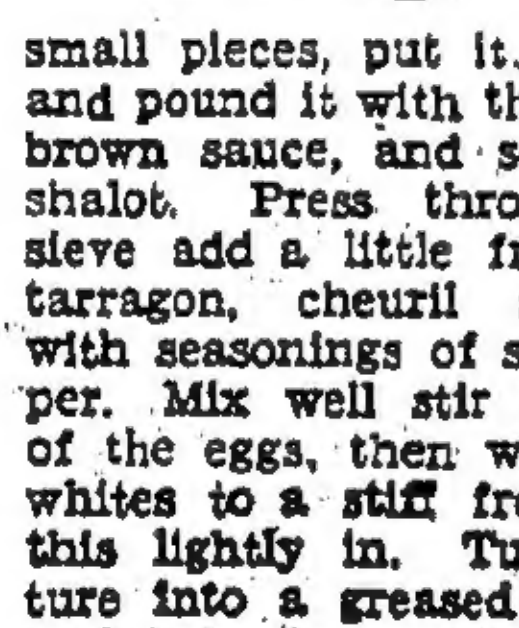 small pieces, put it
and pound it with th
brown sauce, and s
shalot. Press thro
sieve add a little fr
tarragon, cheuril
with seasonings of s
per. Mix well stir
of the eggs, then w
whites to a stiff fro
this lightly in. Tu
ture into a greased